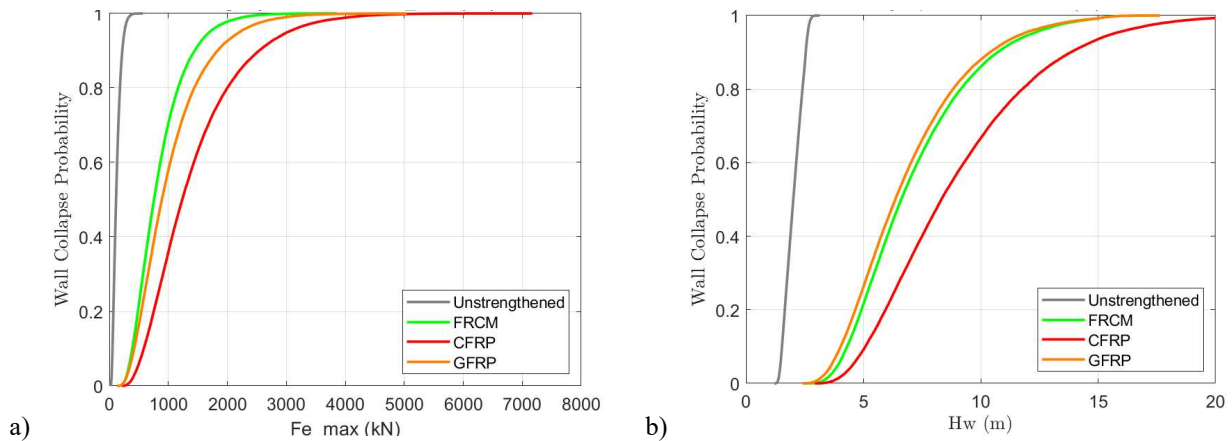 1
0.8
0.6
0.4
0.2
0
Wall Collapse Probability
Unstrengthened
FRCM
CFRP
GFRP
0 1000 2000 3000 4000 5000 6000 7000 8000
Fe_max (kN)
a)
1
0.8
0.6
0.4
0.2
0
Wall Collapse Probability
Unstrengthened
FRCM
CFRP
GFRP
0 5 10 15 20
Hw (m)
b)